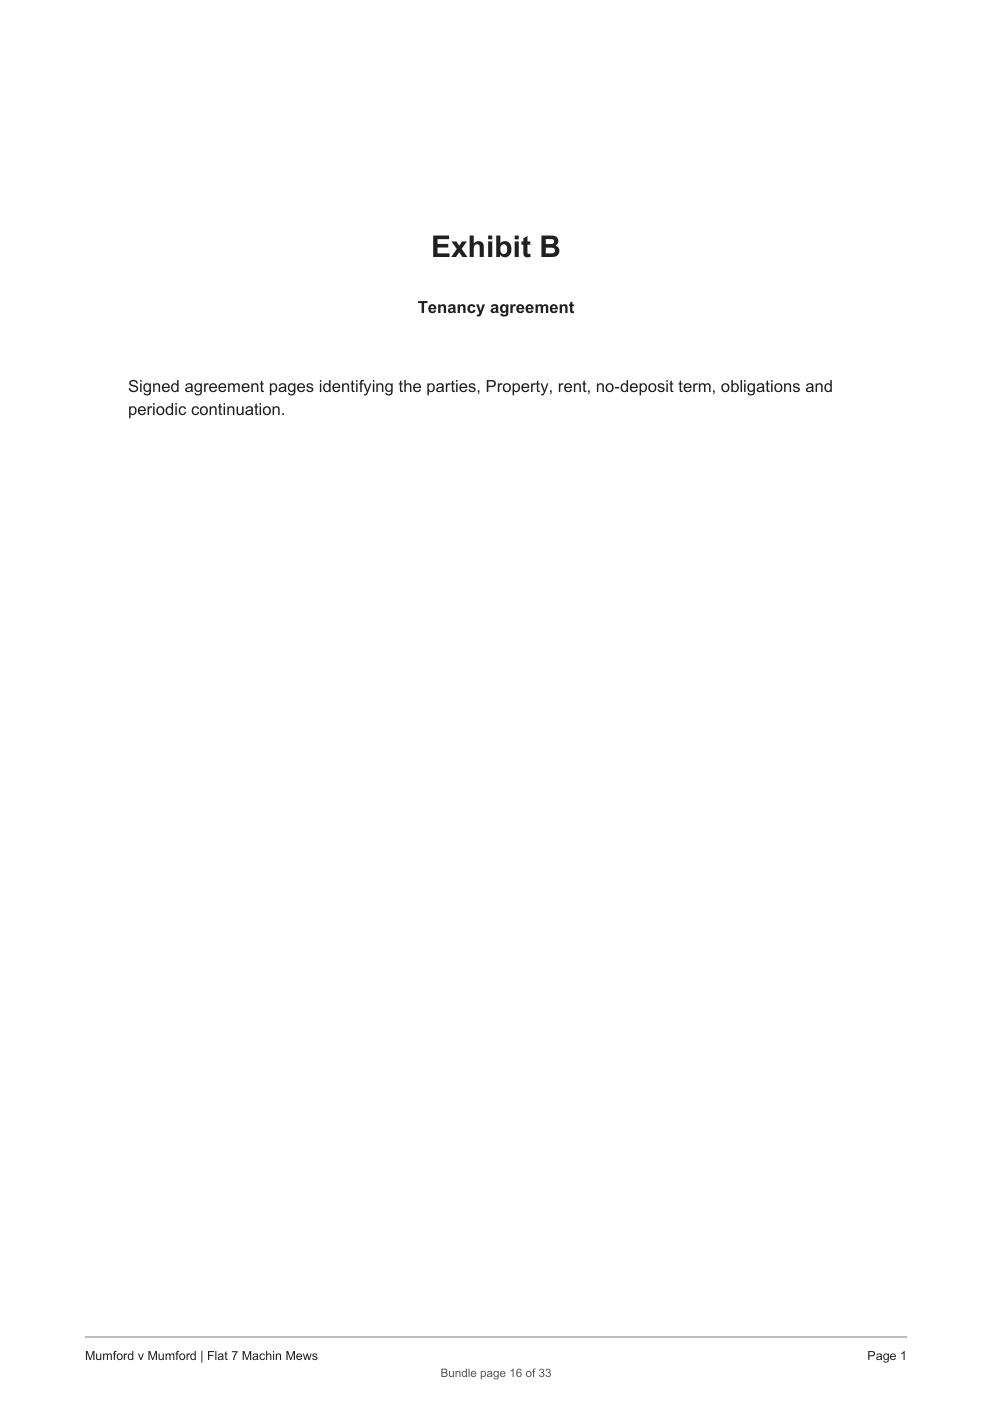 Exhibit B
Tenancy agreement
Signed agreement pages identifying the parties, Property, rent, no-deposit term, obligations and
periodic continuation.
Mumford v Mumford | Flat 7 Machin Mews
Page 1
Bundle page 16 of 33